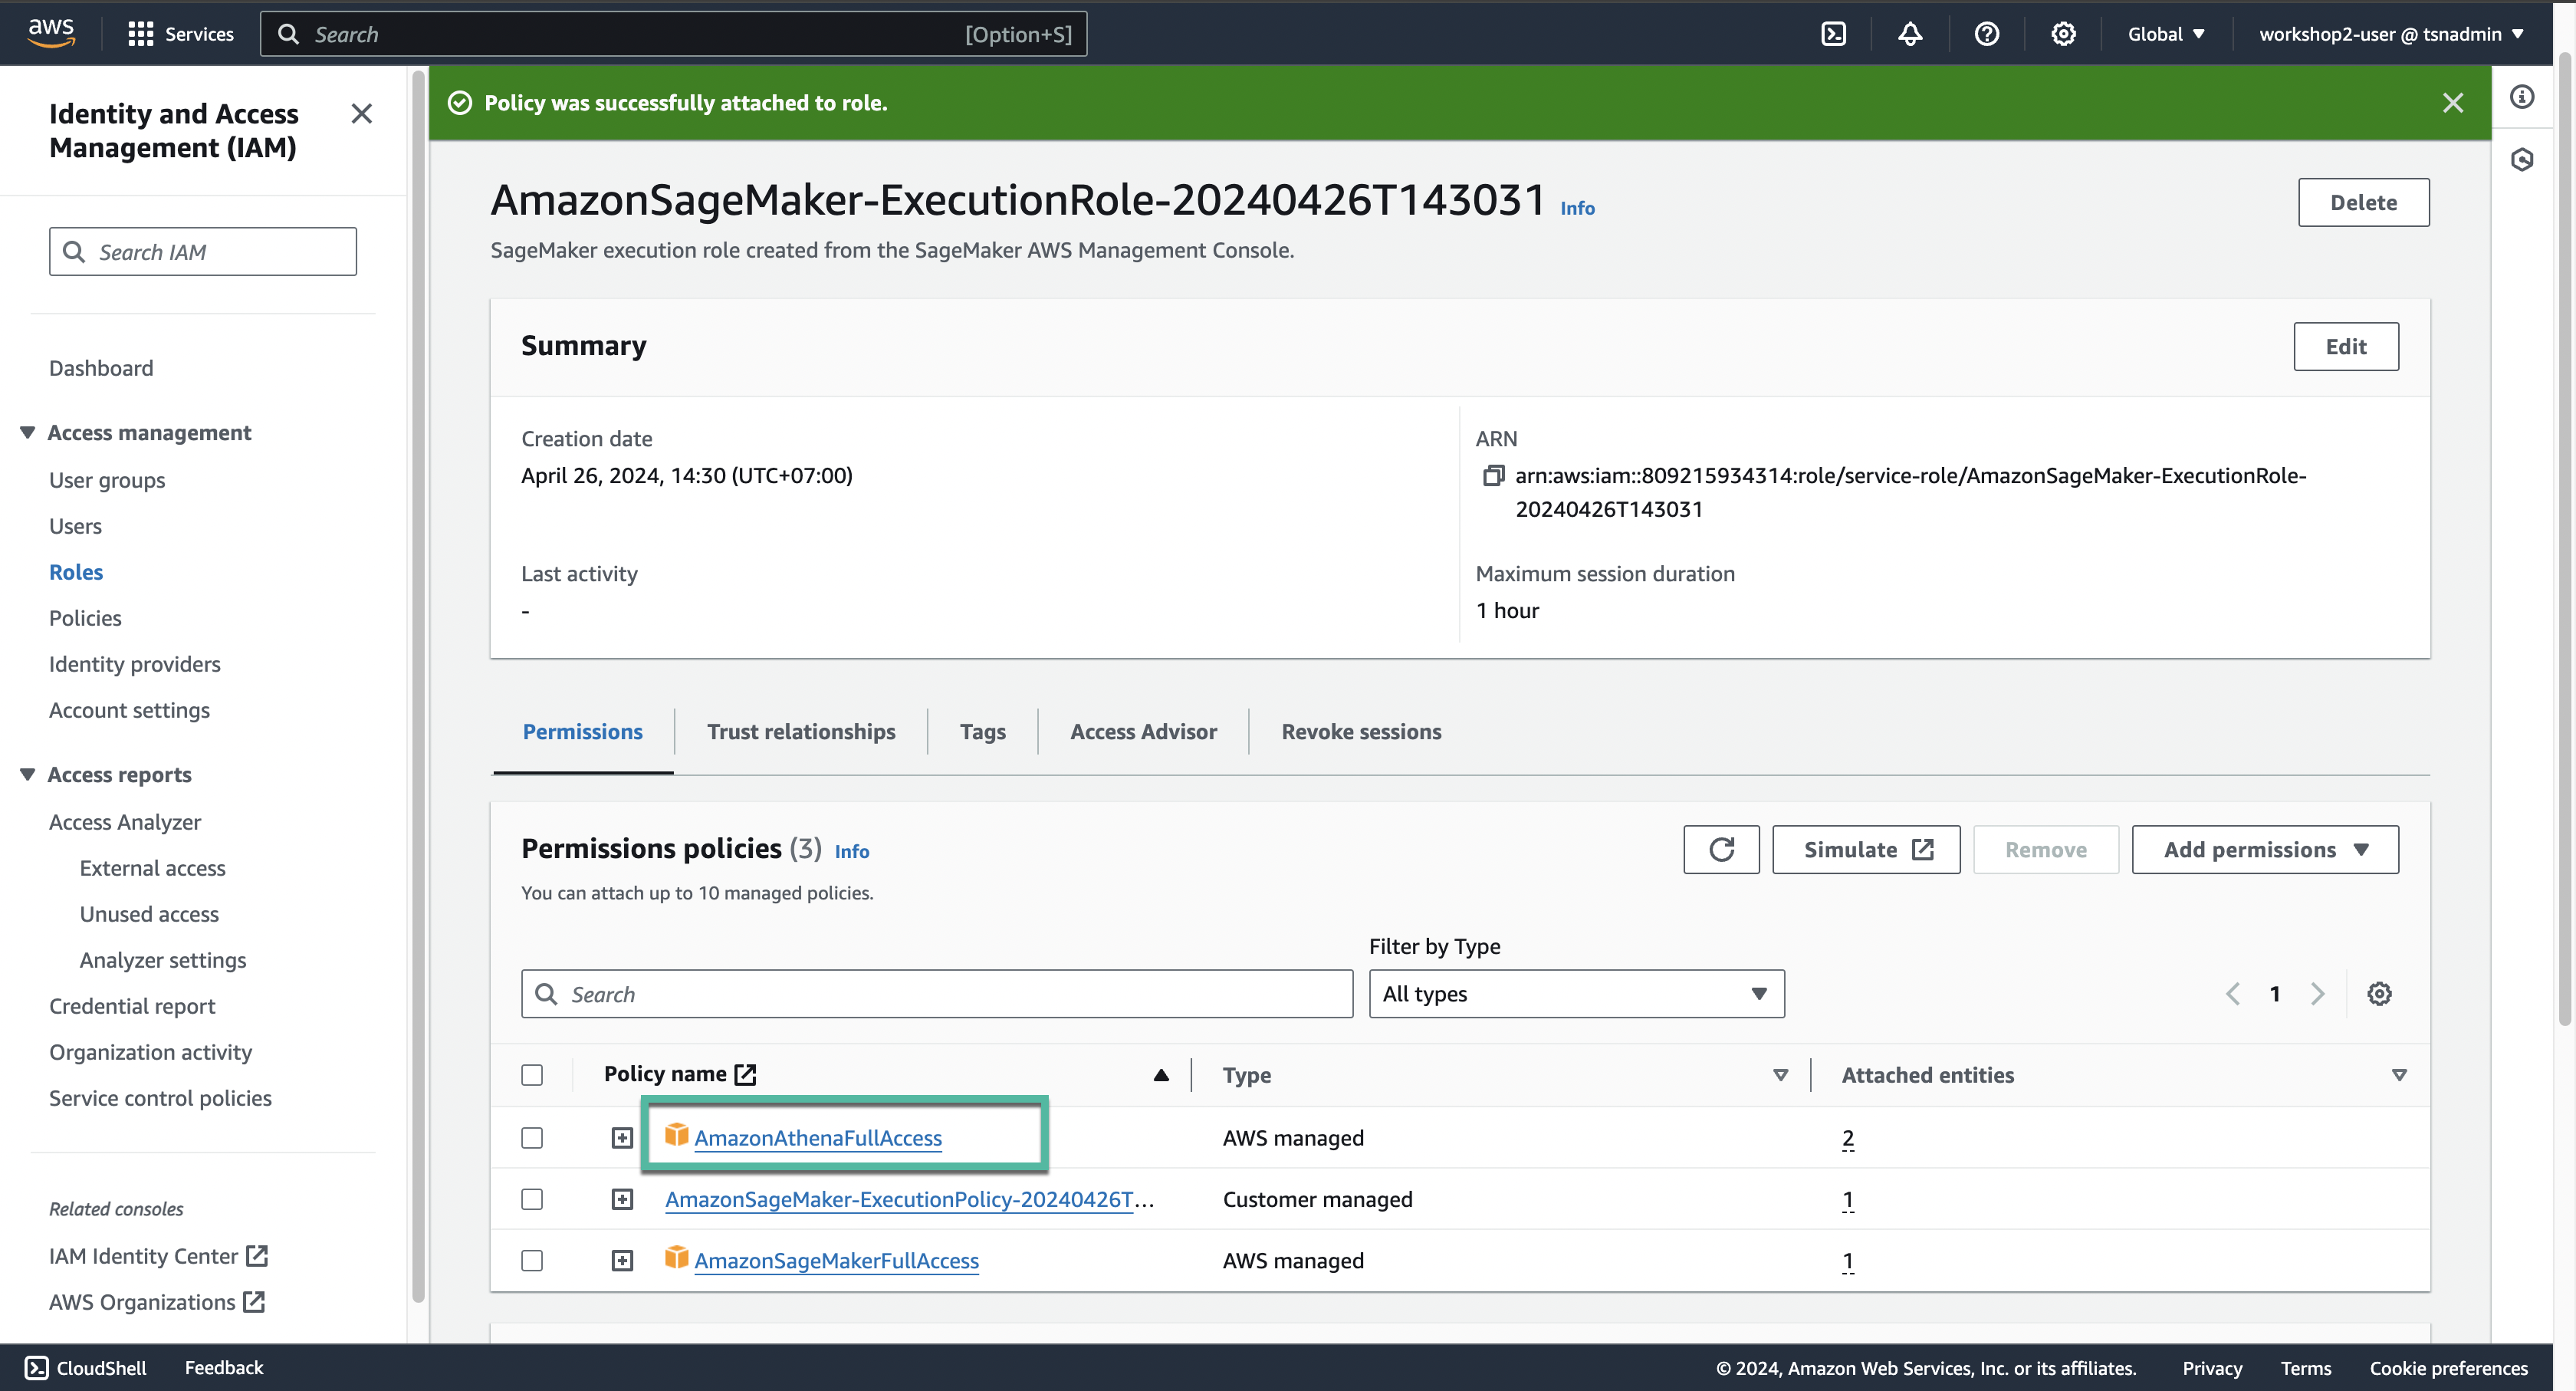 aws
Services
Search
[Option+S]
Global
workshop2-user @ tsnadmin
Identity and Access
Management (IAM)
Search IAM
Dashboard
Access management
User groups
Users
Roles
Policies
Identity providers
Account settings
Access reports
Access Analyzer
External access
Unused access
Analyzer settings
Credential report
Organization activity
Service control policies
Related consoles
IAM Identity Center
AWS Organizations
Policy was successfully attached to role.
AmazonSageMaker-ExecutionRole-20240426T143031 Info
Delete
SageMaker execution role created from the SageMaker AWS Management Console.
Summary
Edit
Creation date
April 26, 2024, 14:30 (UTC+07:00)
ARN
arn:aws:iam::809215934314:role/service-role/AmazonSageMaker-ExecutionRole-
20240426T143031
Last activity
-
Maximum session duration
1 hour
Permissions
Trust relationships
Tags
Access Advisor
Revoke sessions
Permissions policies (3) Info
Simulate
Remove
Add permissions
You can attach up to 10 managed policies.
Filter by Type
Search
All types
1
Policy name
Type
Attached entities
AmazonAthenaFullAccess
AWS managed
2
AmazonSageMaker-ExecutionPolicy-20240426T...
Customer managed
1
AmazonSageMakerFullAccess
AWS managed
1
CloudShell
Feedback
© 2024, Amazon Web Services, Inc. or its affiliates.
Privacy
Terms
Cookie preferences